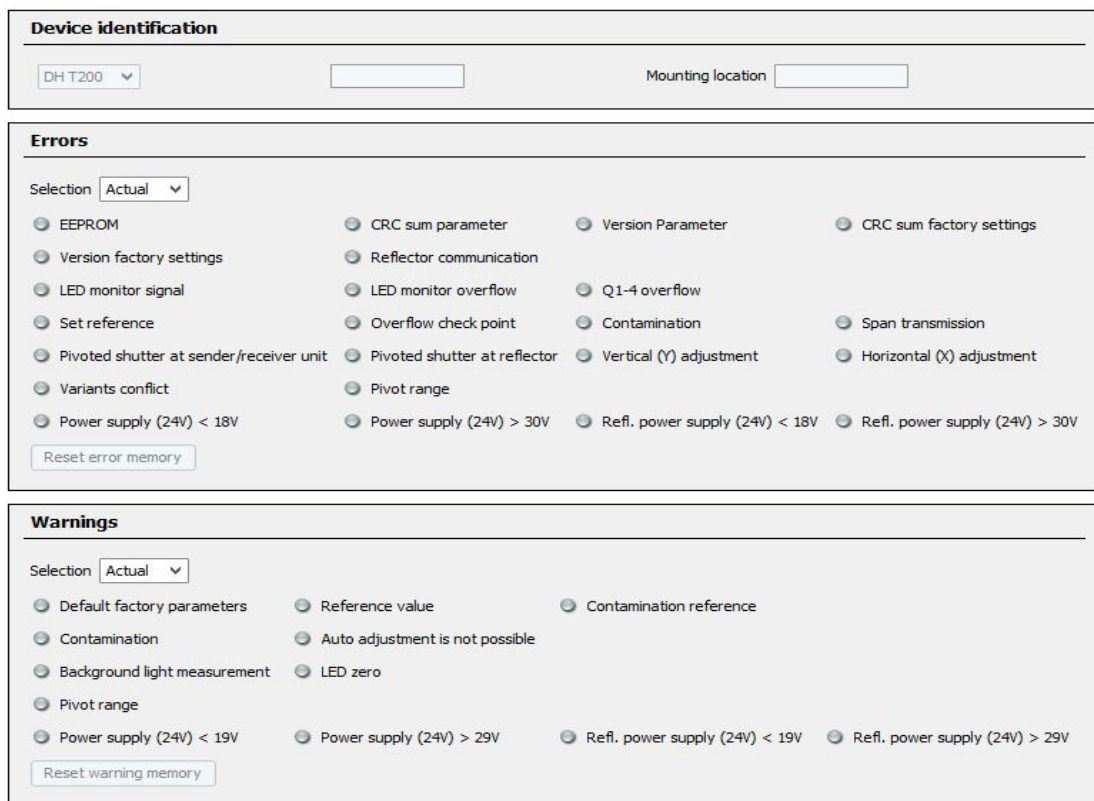 Device identification
DH T200 Mounting location
Errors
Selection Actual
EEPROM CRC sum parameter Version Parameter CRC sum factory settings
Version factory settings Reflector communication
LED monitor signal LED monitor overflow Q1-4 overflow
Set reference Overflow check point Contamination Span transmission
Pivoted shutter at sender/receiver unit Pivoted shutter at reflector Vertical (Y) adjustment Horizontal (X) adjustment
Variants conflict Pivot range
Power supply (24V) < 18V Power supply (24V) > 30V Refl. power supply (24V) < 18V Refl. power supply (24V) > 30V
Reset error memory
Warnings
Selection Actual
Default factory parameters Reference value Contamination reference
Contamination Auto adjustment is not possible
Background light measurement LED zero
Pivot range
Power supply (24V) < 19V Power supply (24V) > 29V Refl. power supply (24V) < 19V Refl. power supply (24V) > 29V
Reset warning memory